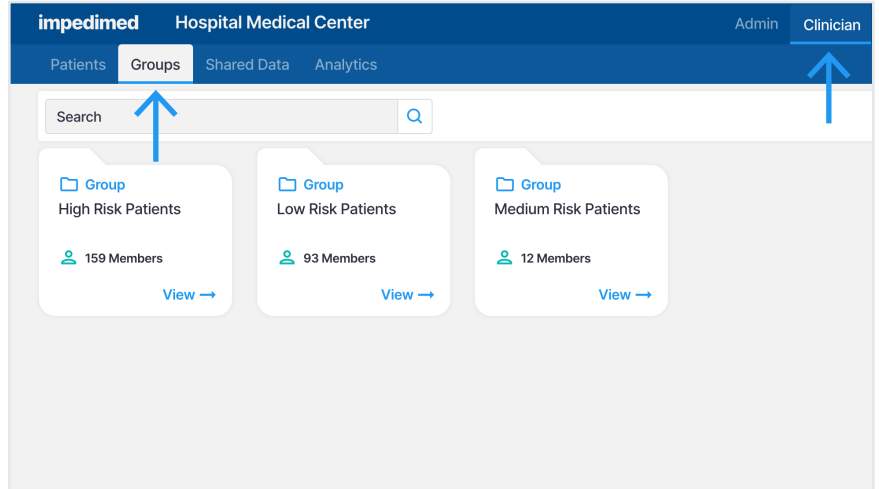 impedimed Hospital Medical Center Admin Clinician
Patients Groups Shared Data Analytics
Search
Group
High Risk Patients
159 Members
View →
Group
Low Risk Patients
93 Members
View →
Group
Medium Risk Patients
12 Members
View →